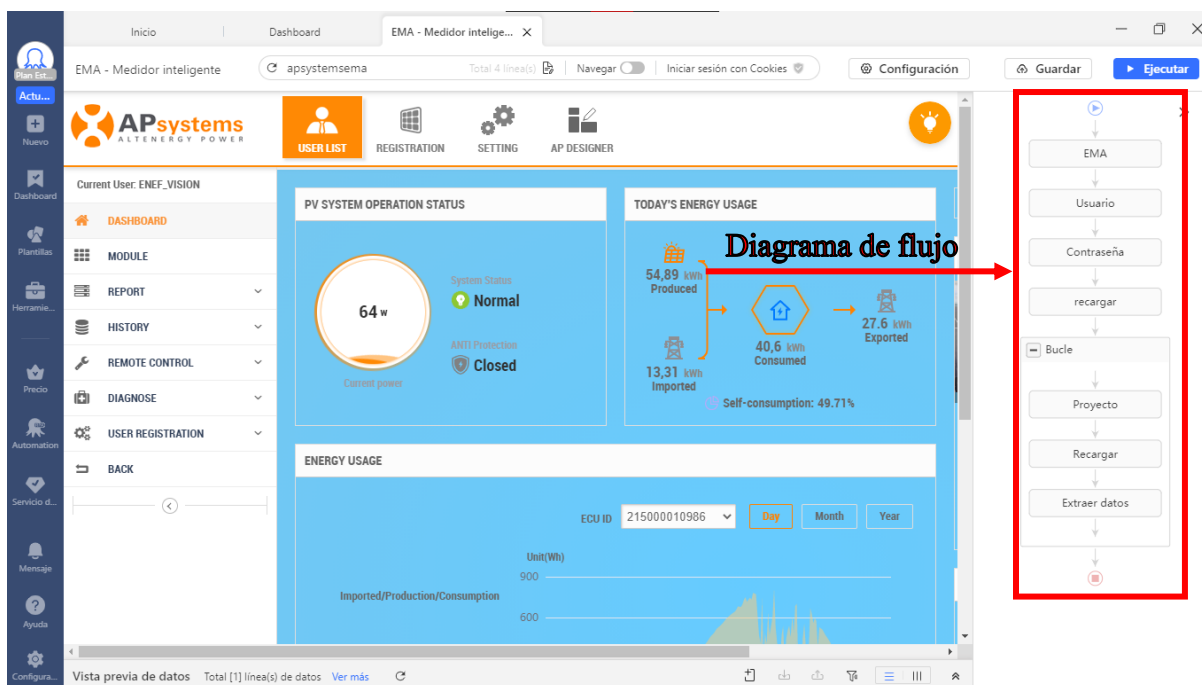 Inicio
Dashboard
EMA - Medidor intelige...
Plan Est...
EMA - Medidor inteligente
apsystemsema
Total 4 línea(s)
Navegar
Iniciar sesión con Cookies
Configuración
Guardar
Ejecutar
Actu...
Nuevo
Dashboard
Plantillas
Herramie...
Precio
Automation
Servicio d...
Mensaje
Ayuda
Configura...
APsystems
ALTENERGY POWER
USER LIST
REGISTRATION
SETTING
AP DESIGNER
Current User: ENEF_VISION
DASHBOARD
MODULE
REPORT
HISTORY
REMOTE CONTROL
DIAGNOSE
USER REGISTRATION
BACK
PV SYSTEM OPERATION STATUS
64 W
Current power
System Status
Normal
ANTI Protection
Closed
TODAY'S ENERGY USAGE
54,89 kWh
Produced
13,31 kWh
Imported
40,6 kWh
Consumed
27.6 kWh
Exported
Self-consumption: 49.71%
Diagrama de flujo
ENERGY USAGE
ECU ID
215000010986
Day
Month
Year
Unit(Wh)
900
Imported/Production/Consumption
600
EMA
Usuario
Contraseña
recargar
Bucle
Proyecto
Recargar
Extraer datos
Vista previa de datos
Total [1] línea(s) de datos
Ver más